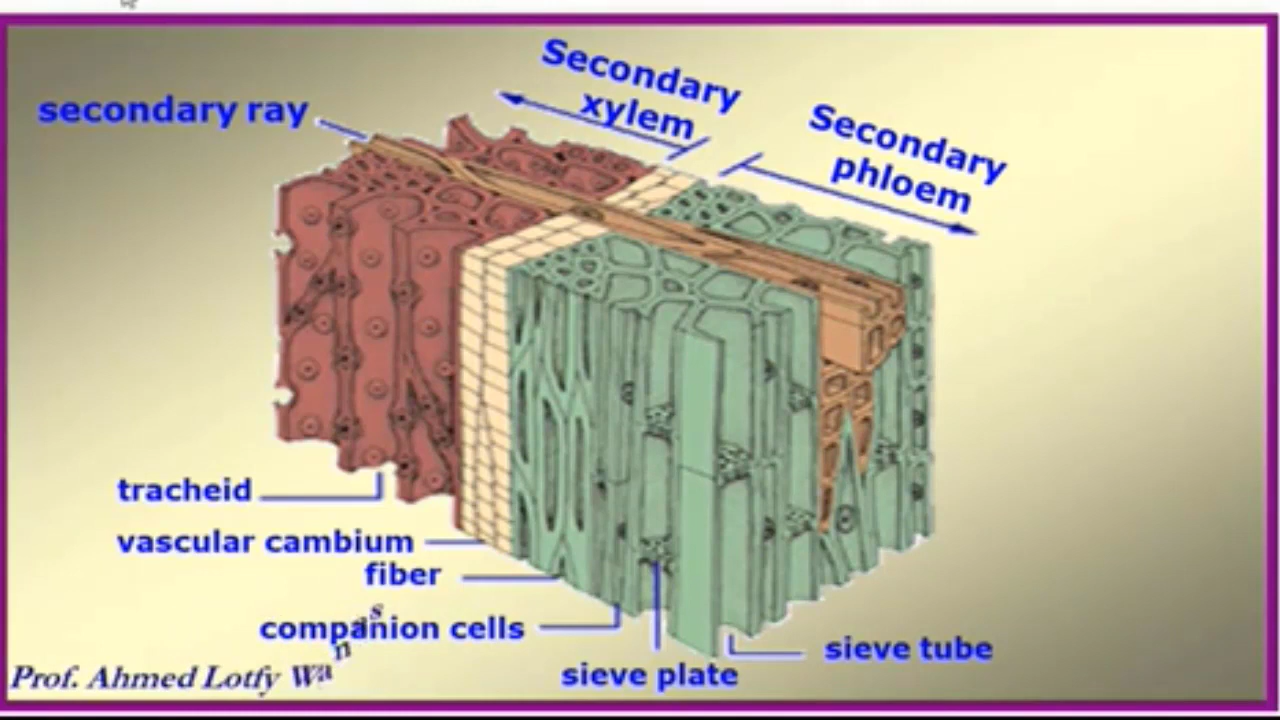 Secondary
xylem
Secondary
phloem
secondary ray
tracheid
vascular cambium
fiber
companion cells
sieve plate
sieve tube
Prof. Ahmed Lotfy Wanas